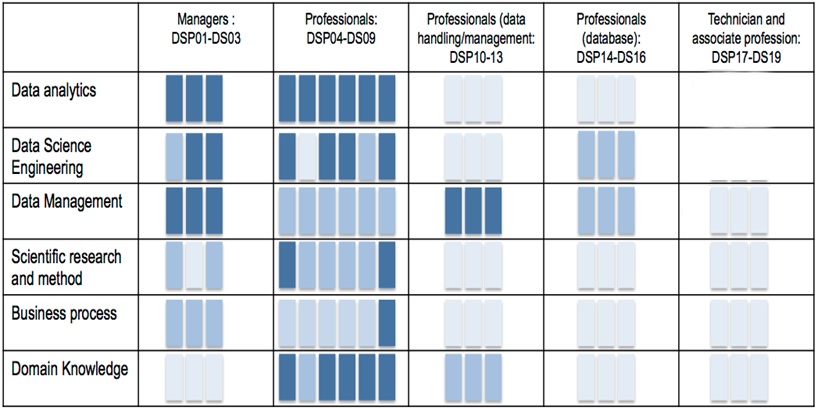 Managers :
DSP01-DS03
Professionals:
DSP04-DS09
Professionals (data
handling/management:
DSP10-13
Professionals
(database):
DSP14-DS16
Technician and
associate profession:
DSP17-DS19
Data analytics
Data Science
Engineering
Data Management
Scientific research
and method
Business process
Domain Knowledge